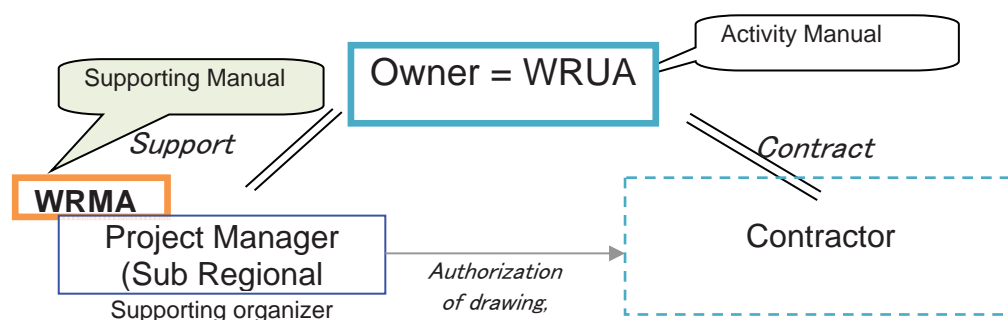 Activity Manual
Owner = WRUA
Supporting Manual
Support
Contract
WRMA
Project Manager
(Sub Regional
Contractor
Authorization
of drawing,
Supporting organizer